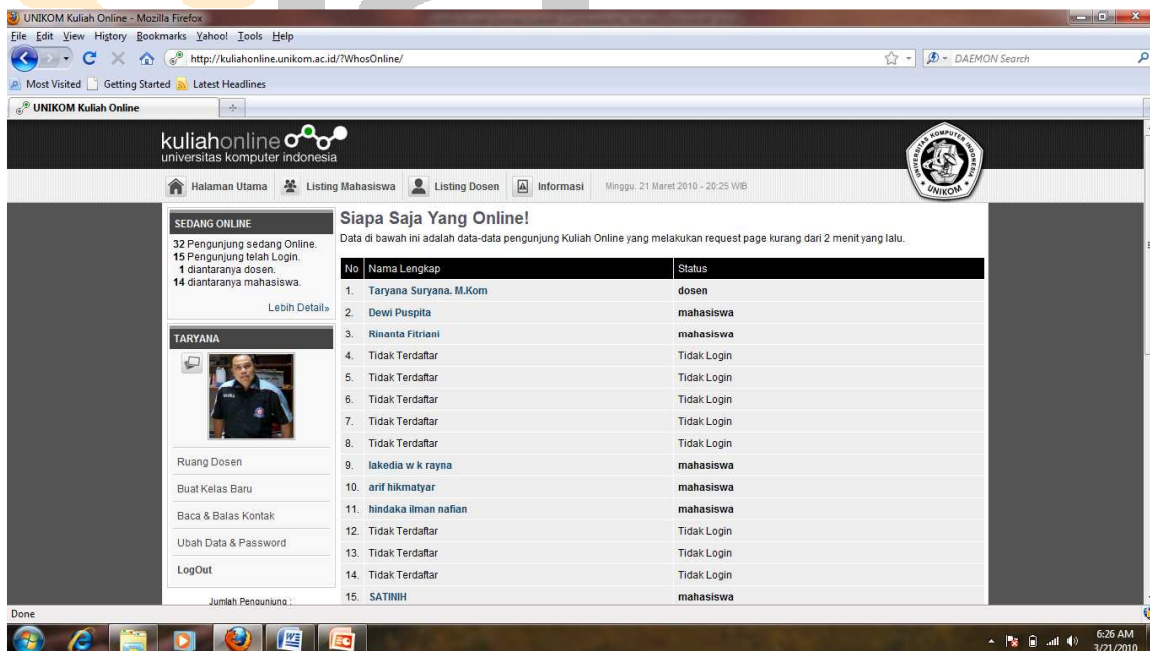 UNIKOM Kuliah Online - Mozilla Firefox
File Edit View History Bookmarks Yahoo! Tools Help
http://kuliahonline.unikom.ac.id/?WhosOnline/
DAEMON Search
Most Visited Getting Started Latest Headlines
UNIKOM Kuliah Online
kuliahonline
universitas komputer indonesia
UNIVERSITAS KOMPUTER INDONESIA UNIKOM
Halaman Utama Listing Mahasiswa Listing Dosen Informasi Minggu, 21 Maret 2010 - 20:25 WIB
SEDANG ONLINE
32 Pengunjung sedang Online.
15 Pengunjung telah Login.
1 diantaranya dosen.
14 diantaranya mahasiswa.
Lebih Detail»
TARYANA
Ruang Dosen
Buat Kelas Baru
Baca & Balas Kontak
Ubah Data & Password
LogOut
Jumlah Pengunjung :
Siapa Saja Yang Online!
Data di bawah ini adalah data-data pengunjung Kuliah Online yang melakukan request page kurang dari 2 menit yang lalu.
No Nama Lengkap Status
1. Taryana Suryana. M.Kom dosen
2. Dewi Puspita mahasiswa
3. Rinanta Fitriani mahasiswa
4. Tidak Terdaftar Tidak Login
5. Tidak Terdaftar Tidak Login
6. Tidak Terdaftar Tidak Login
7. Tidak Terdaftar Tidak Login
8. Tidak Terdaftar Tidak Login
9. lakedia w k rayna mahasiswa
10. arif hikmatyar mahasiswa
11. hindaka ilman nafian mahasiswa
12. Tidak Terdaftar Tidak Login
13. Tidak Terdaftar Tidak Login
14. Tidak Terdaftar Tidak Login
15. SATINIH mahasiswa
Done
6:26 AM
3/21/2010